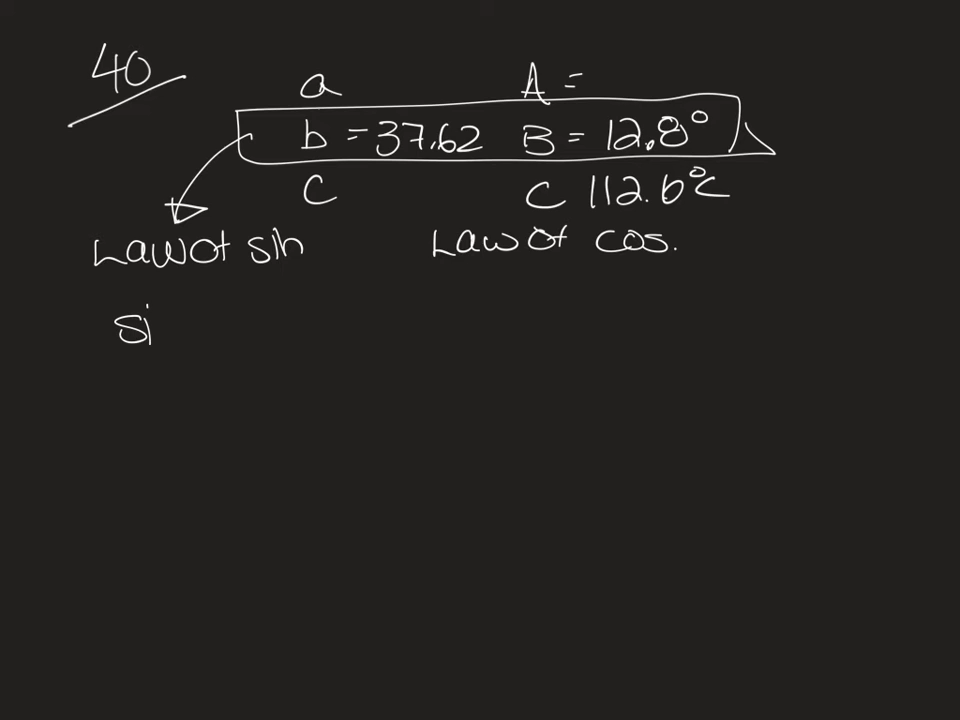 40
a A =
b = 37.62 B = 12.8°
C C 112.6°C
Law of sin Law of cos.
si